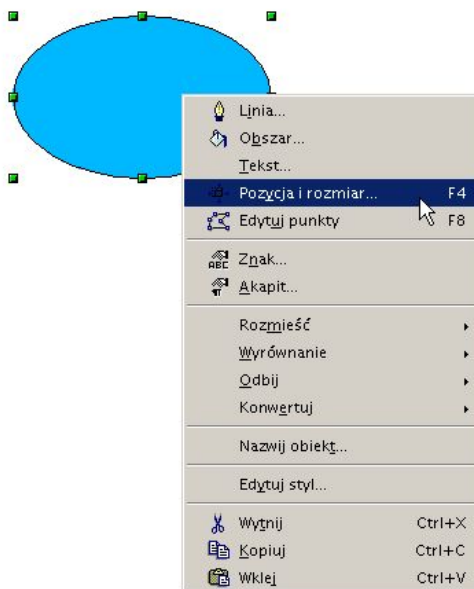 Linia...
Obszar...
Tekst...
Pozycja i rozmiar... F4
Edytuj punkty F8
ABC Znak...
Akapit...
Rozmieść
Wyrównanie
Odbij
Konwertuj
Nazwij obiekt...
Edytuj styl...
Wytnij Ctrl+X
Kopiuj Ctrl+C
Wklej Ctrl+V